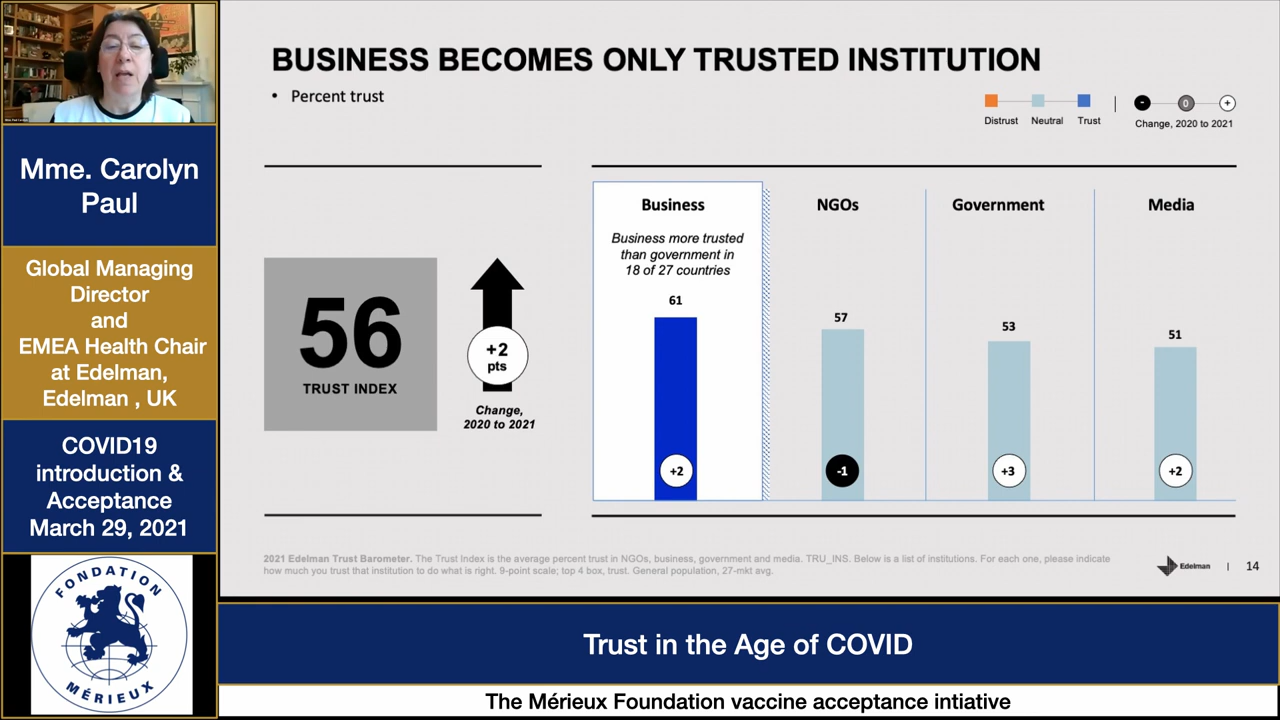 Mme. Carolyn
Paul
Global Managing
Director
and
EMEA Health Chair
at Edelman,
Edelman , UK
COVID19
introduction &
Acceptance
March 29, 2021
FONDATION
MÉRIEUX
BUSINESS BECOMES ONLY TRUSTED INSTITUTION
• Percent trust
Distrust Neutral Trust
- 0 +
Change, 2020 to 2021
56
TRUST INDEX
+2
pts
Change,
2020 to 2021
Business
Business more trusted
than government in
18 of 27 countries
61
+2
NGOs
57
-1
Government
53
+3
Media
51
+2
2021 Edelman Trust Barometer. The Trust Index is the average percent trust in NGOs, business, government and media. TRU_INS. Below is a list of institutions. For each one, please indicate
how much you trust that institution to do what is right. 9-point scale; top 4 box, trust. General population, 27-mkt avg.
Edelman | 14
Trust in the Age of COVID
The Mérieux Foundation vaccine acceptance intiative